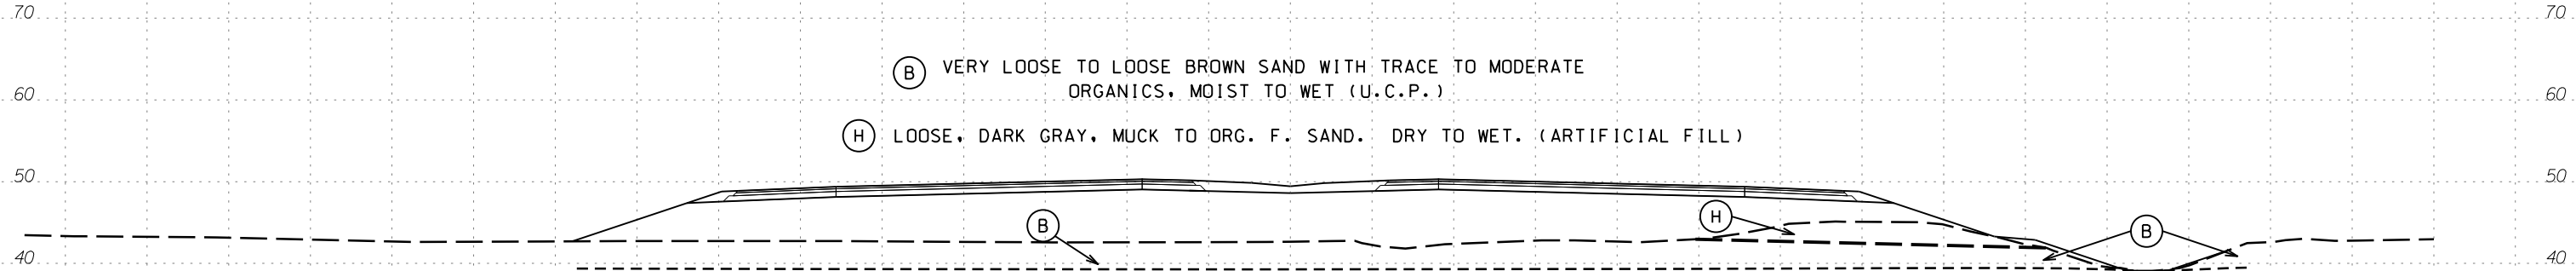 70 70
B VERY LOOSE TO LOOSE BROWN SAND WITH TRACE TO MODERATE
ORGANICS, MOIST TO WET (U.C.P.)
60 60
H LOOSE, DARK GRAY, MUCK TO ORG. F. SAND. DRY TO WET. (ARTIFICIAL FILL)
50 50
B H B
40 40